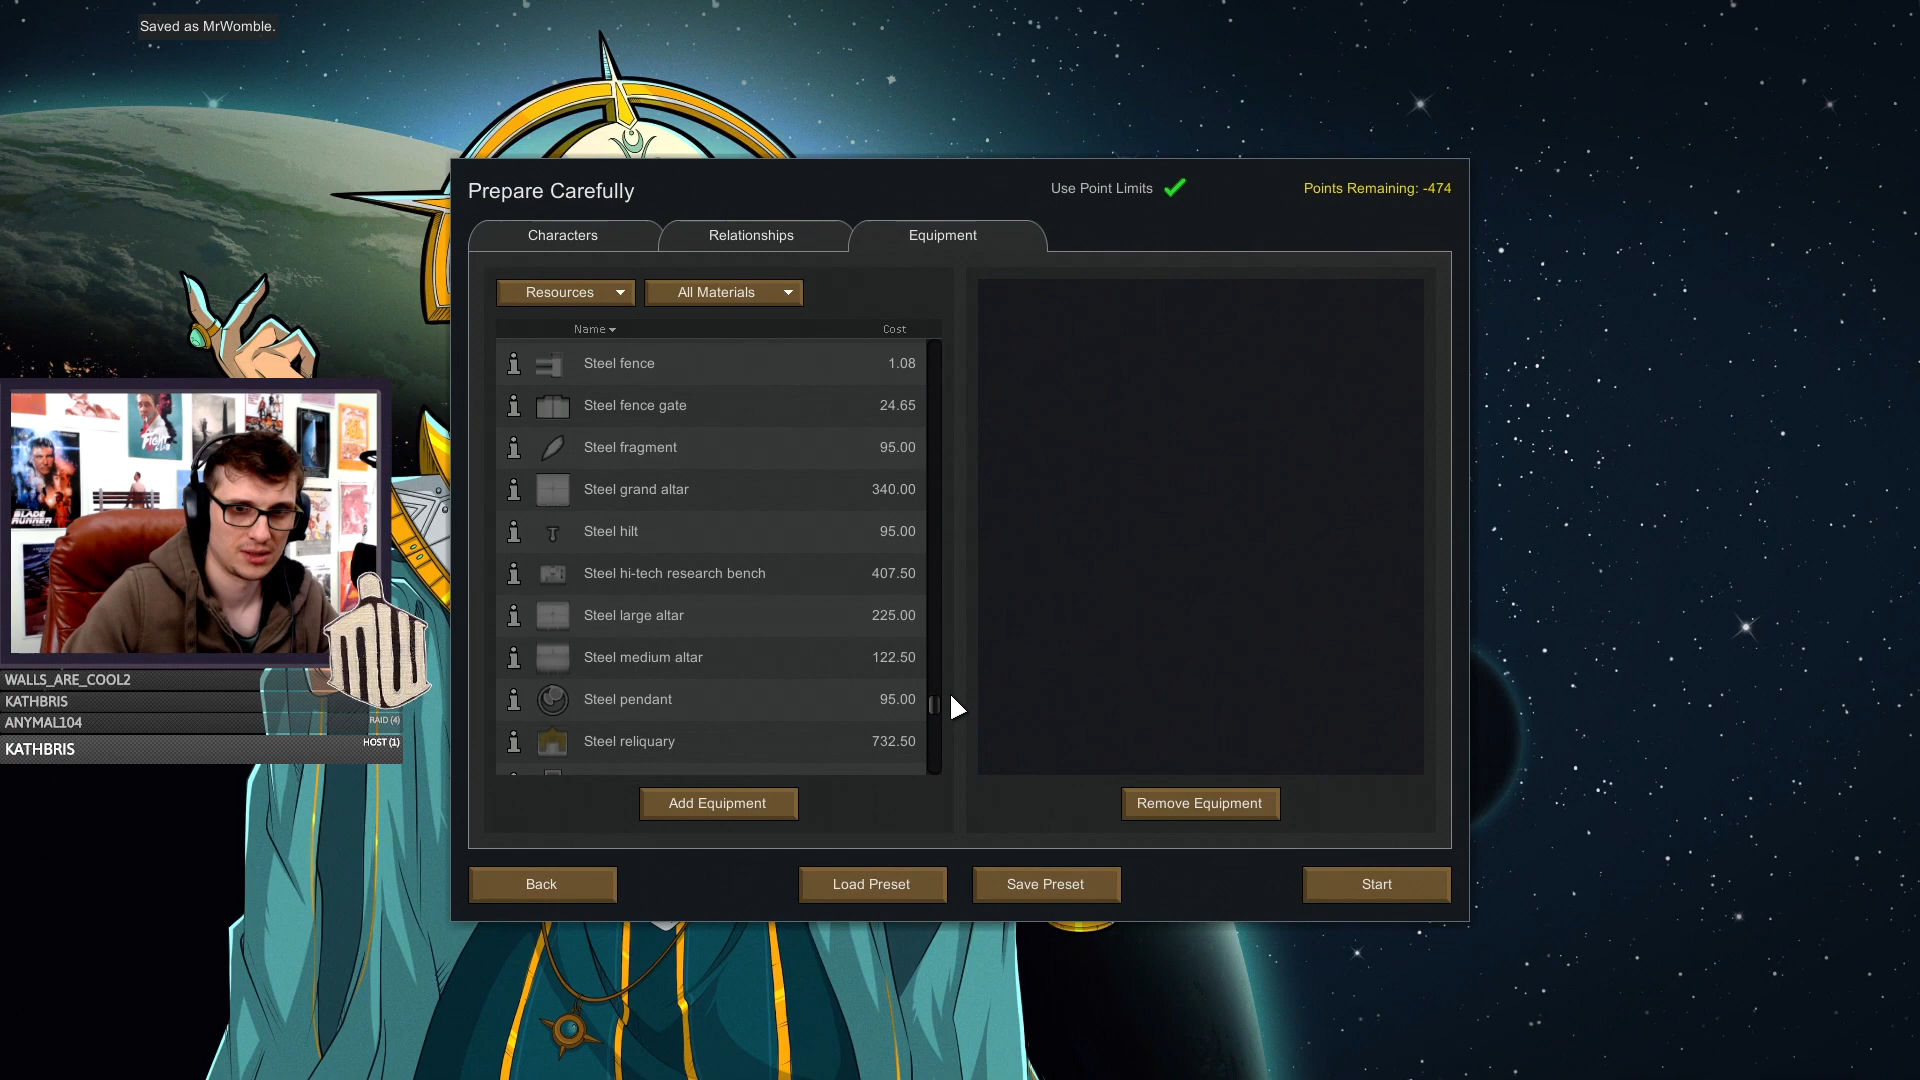 Saved as MrWomble.
Prepare Carefully
Use Point Limits
Points Remaining: -474
Characters
Relationships
Equipment
Resources
All Materials
Name
Cost
Steel fence 1.08
Steel fence gate 24.65
Steel fragment 95.00
Steel grand altar 340.00
Steel hilt 95.00
Steel hi-tech research bench 407.50
Steel large altar 225.00
Steel medium altar 122.50
Steel pendant 95.00
Steel reliquary 732.50
Add Equipment
Remove Equipment
Back
Load Preset
Save Preset
Start
BLADE
RUNNER
WALLS_ARE_COOL2
KATHBRIS
ANYMAL104 RAID (4)
KATHBRIS HOST (1)